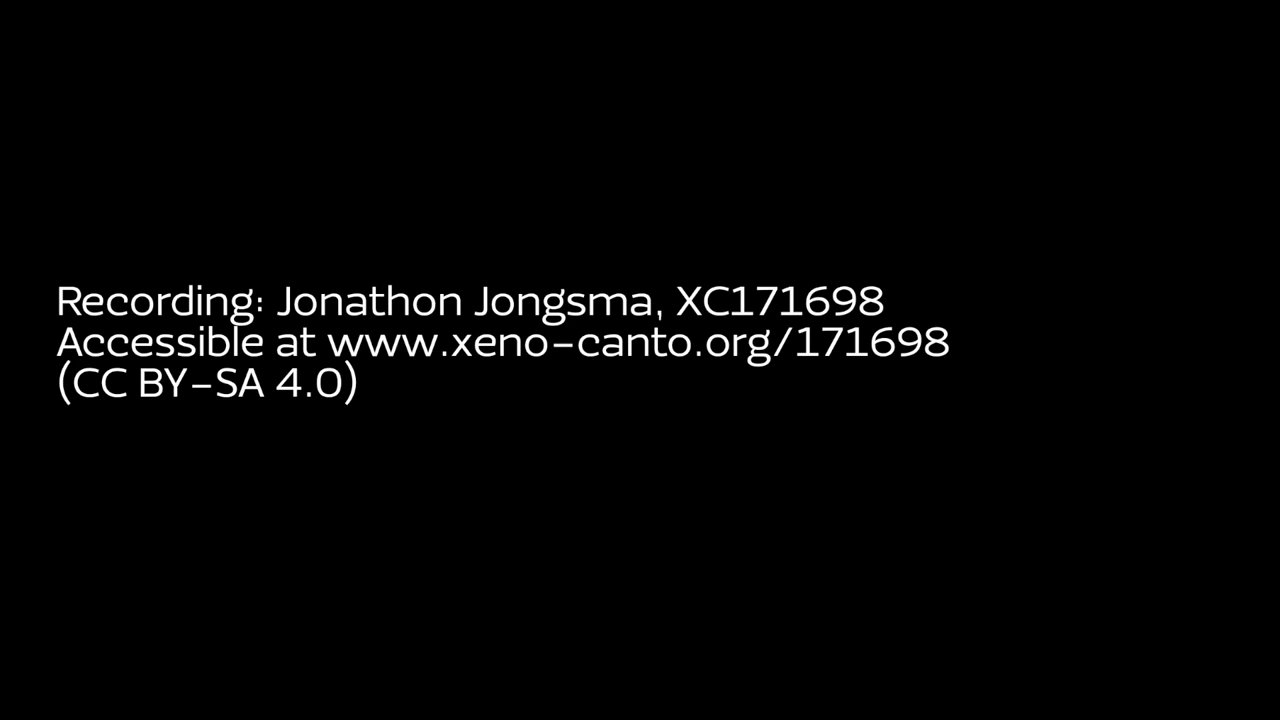 Recording: Jonathon Jongsma, XC171698
Accessible at www.xeno-canto.org/171698
(CC BY-SA 4.0)